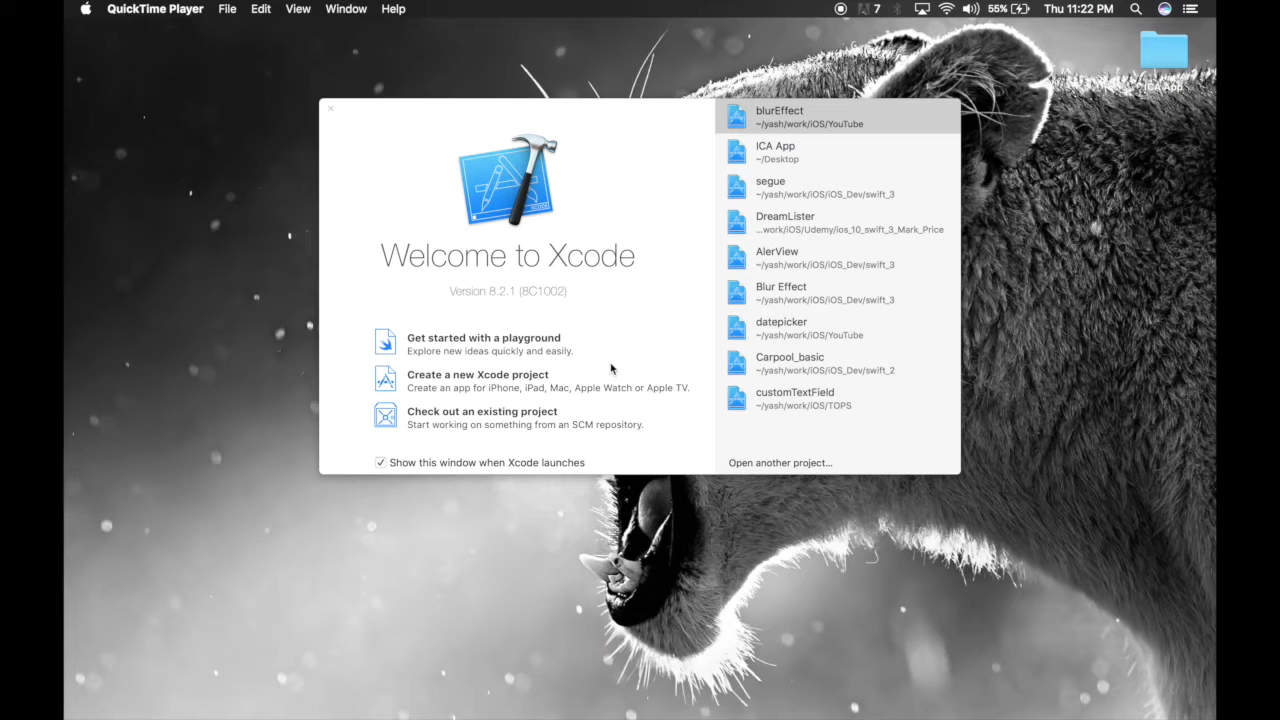 QuickTime Player File Edit View Window Help 7 55% Thu 11:22 PM
ICA App
Welcome to Xcode
Version 8.2.1 (8C1002)
Get started with a playground
Explore new ideas quickly and easily.
Create a new Xcode project
Create an app for iPhone, iPad, Mac, Apple Watch or Apple TV.
Check out an existing project
Start working on something from an SCM repository.
Show this window when Xcode launches
blurEffect
~/yash/work/iOS/YouTube
ICA App
~/Desktop
segue
~/yash/work/iOS/iOS_Dev/swift_3
DreamLister
...work/iOS/Udemy/ios_10_swift_3_Mark_Price
AlerView
~/yash/work/iOS/iOS_Dev/swift_3
Blur Effect
~/yash/work/iOS/iOS_Dev/swift_3
datepicker
~/yash/work/iOS/YouTube
Carpool_basic
~/yash/work/iOS/iOS_Dev/swift_2
customTextField
~/yash/work/iOS/TOPS
Open another project...